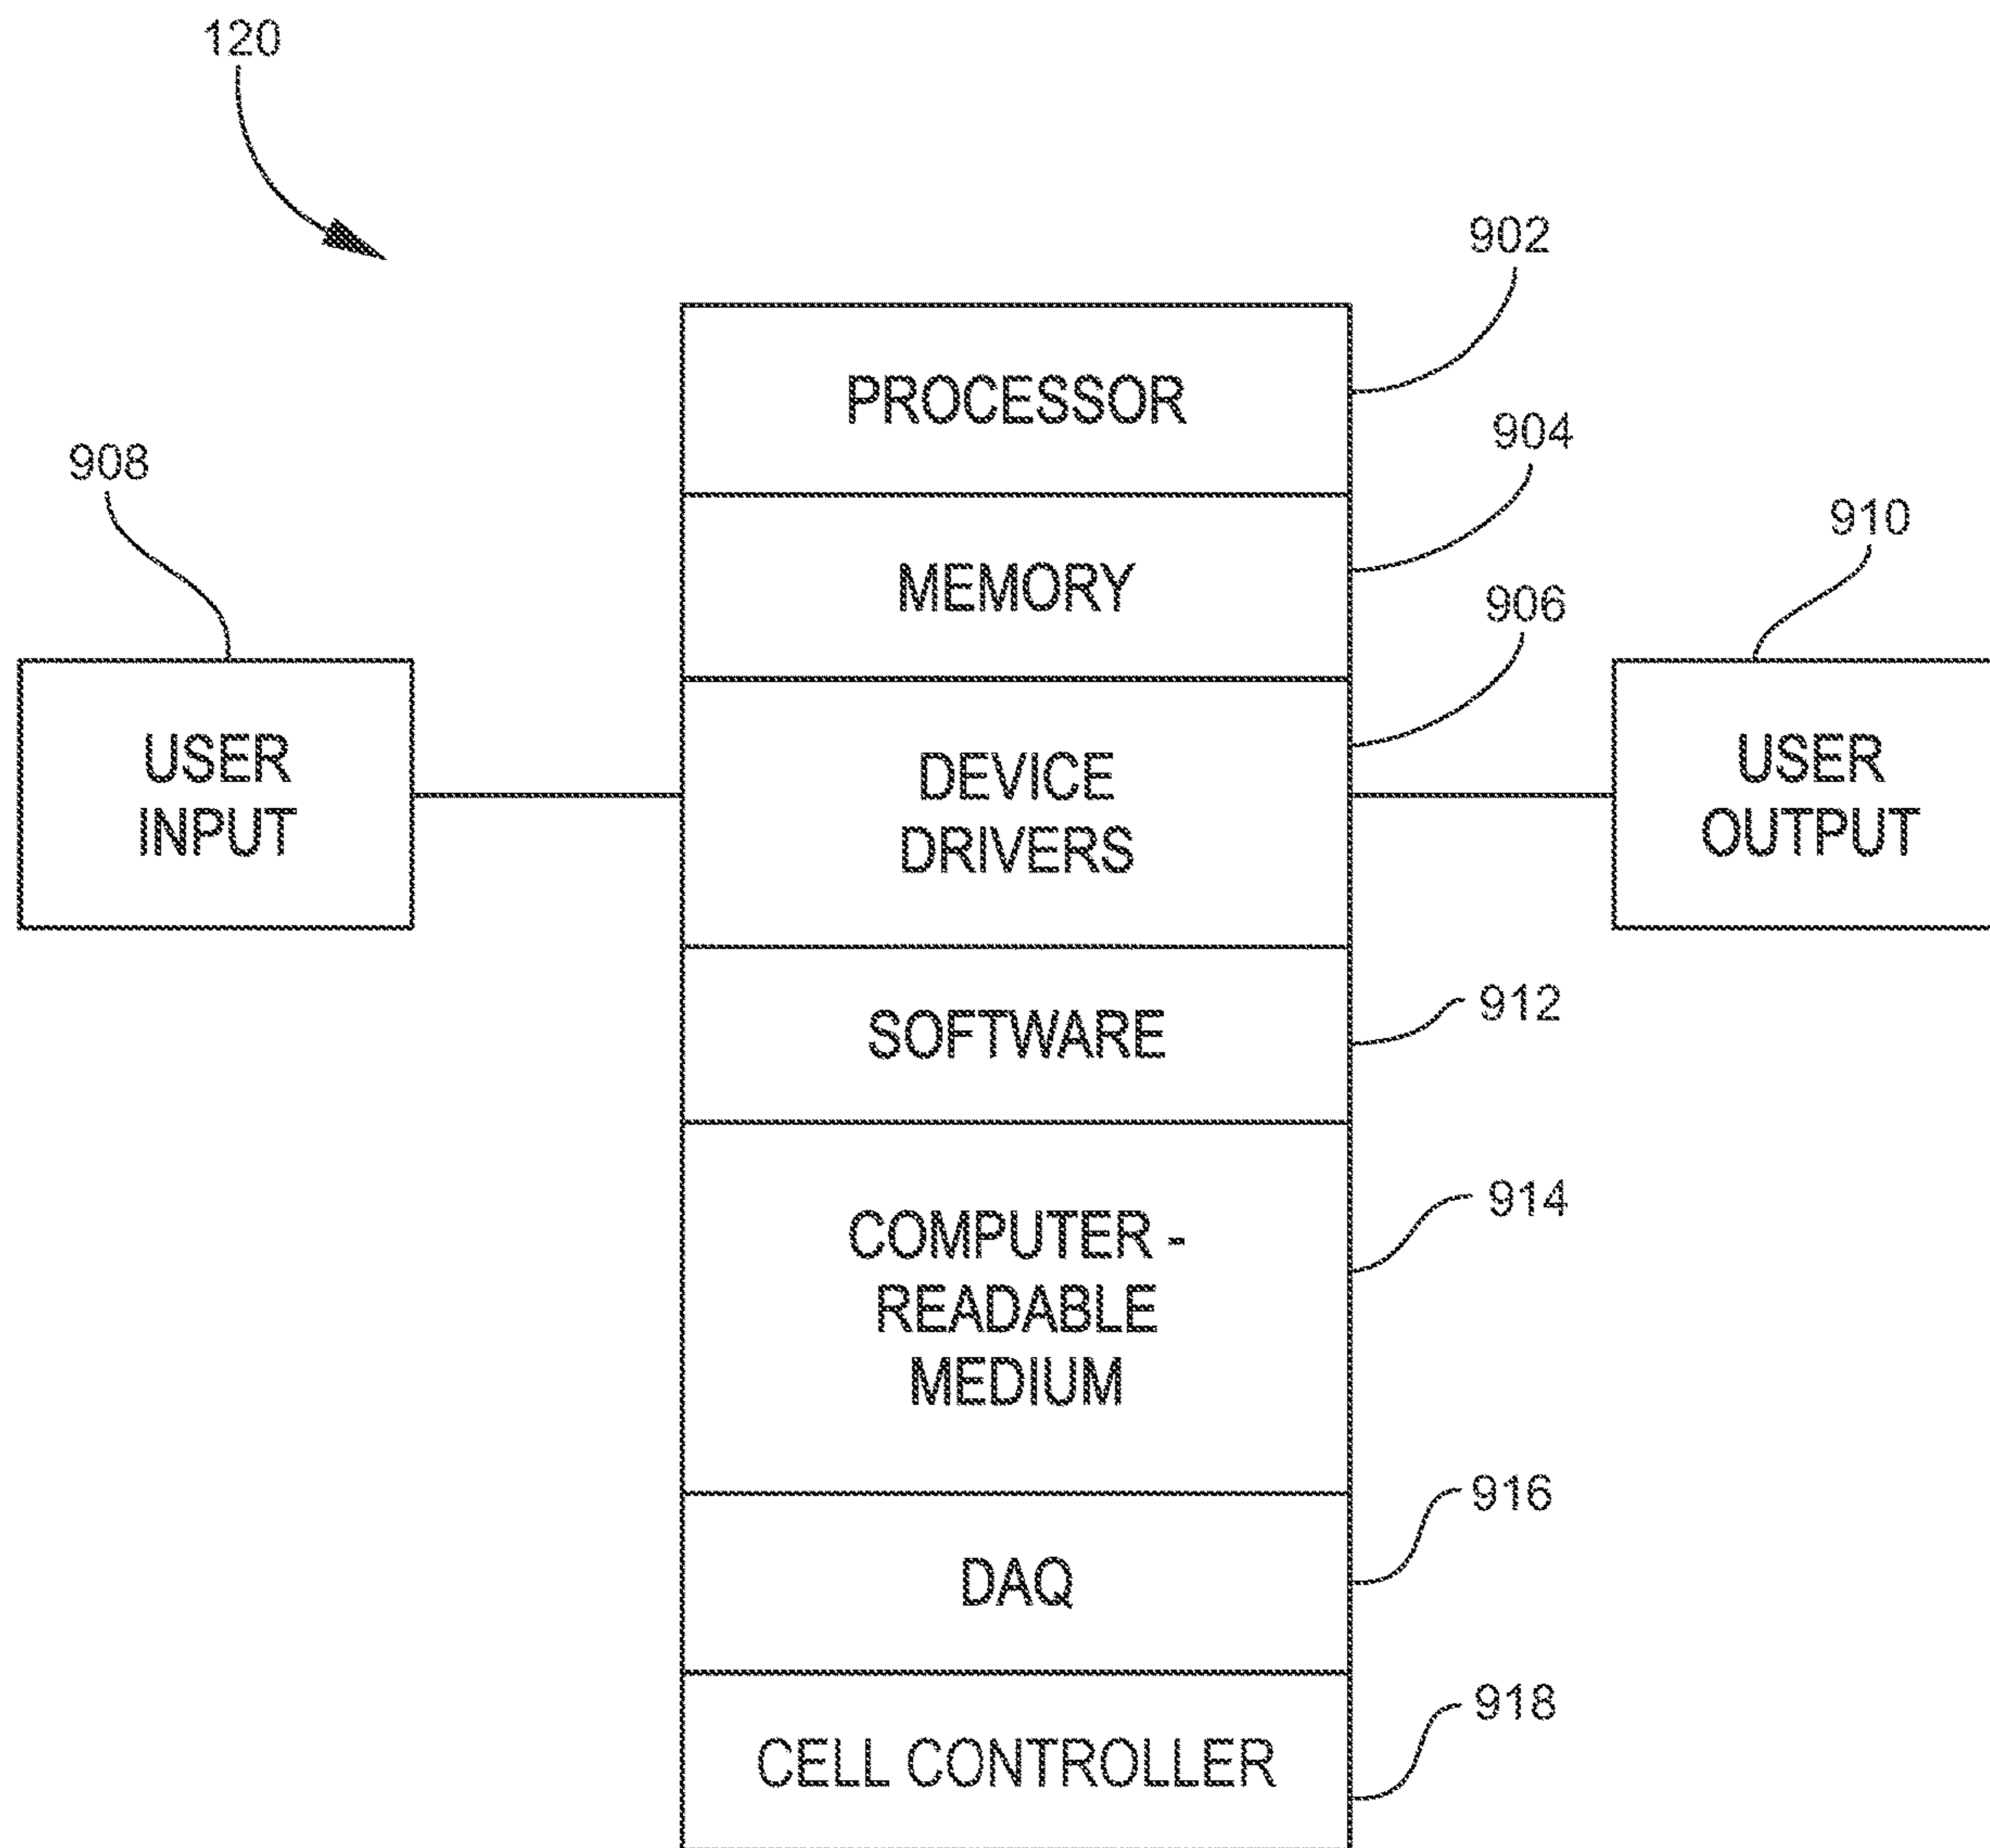 120
902
PROCESSOR
904
908
MEMORY
910
906
USER
INPUT
DEVICE
DRIVERS
USER
OUTPUT
SOFTWARE
912
COMPUTER -
READABLE
MEDIUM
914
916
DAQ
918
CELL CONTROLLER